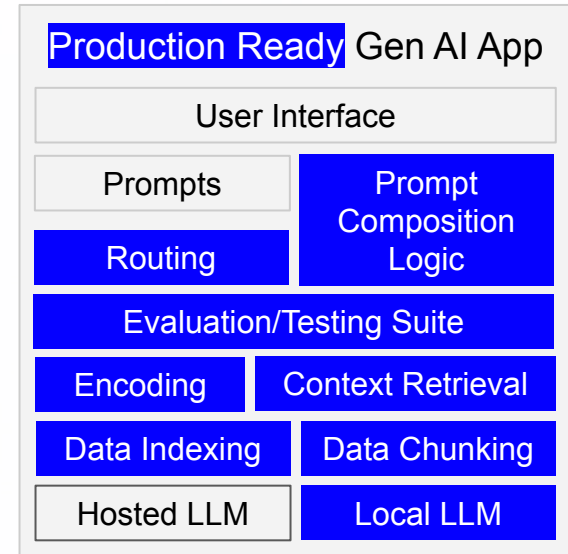 Production Ready Gen AI App
User Interface
Prompts
Prompt
Composition
Logic
Routing
Evaluation/Testing Suite
Encoding
Context Retrieval
Data Indexing
Data Chunking
Hosted LLM
Local LLM